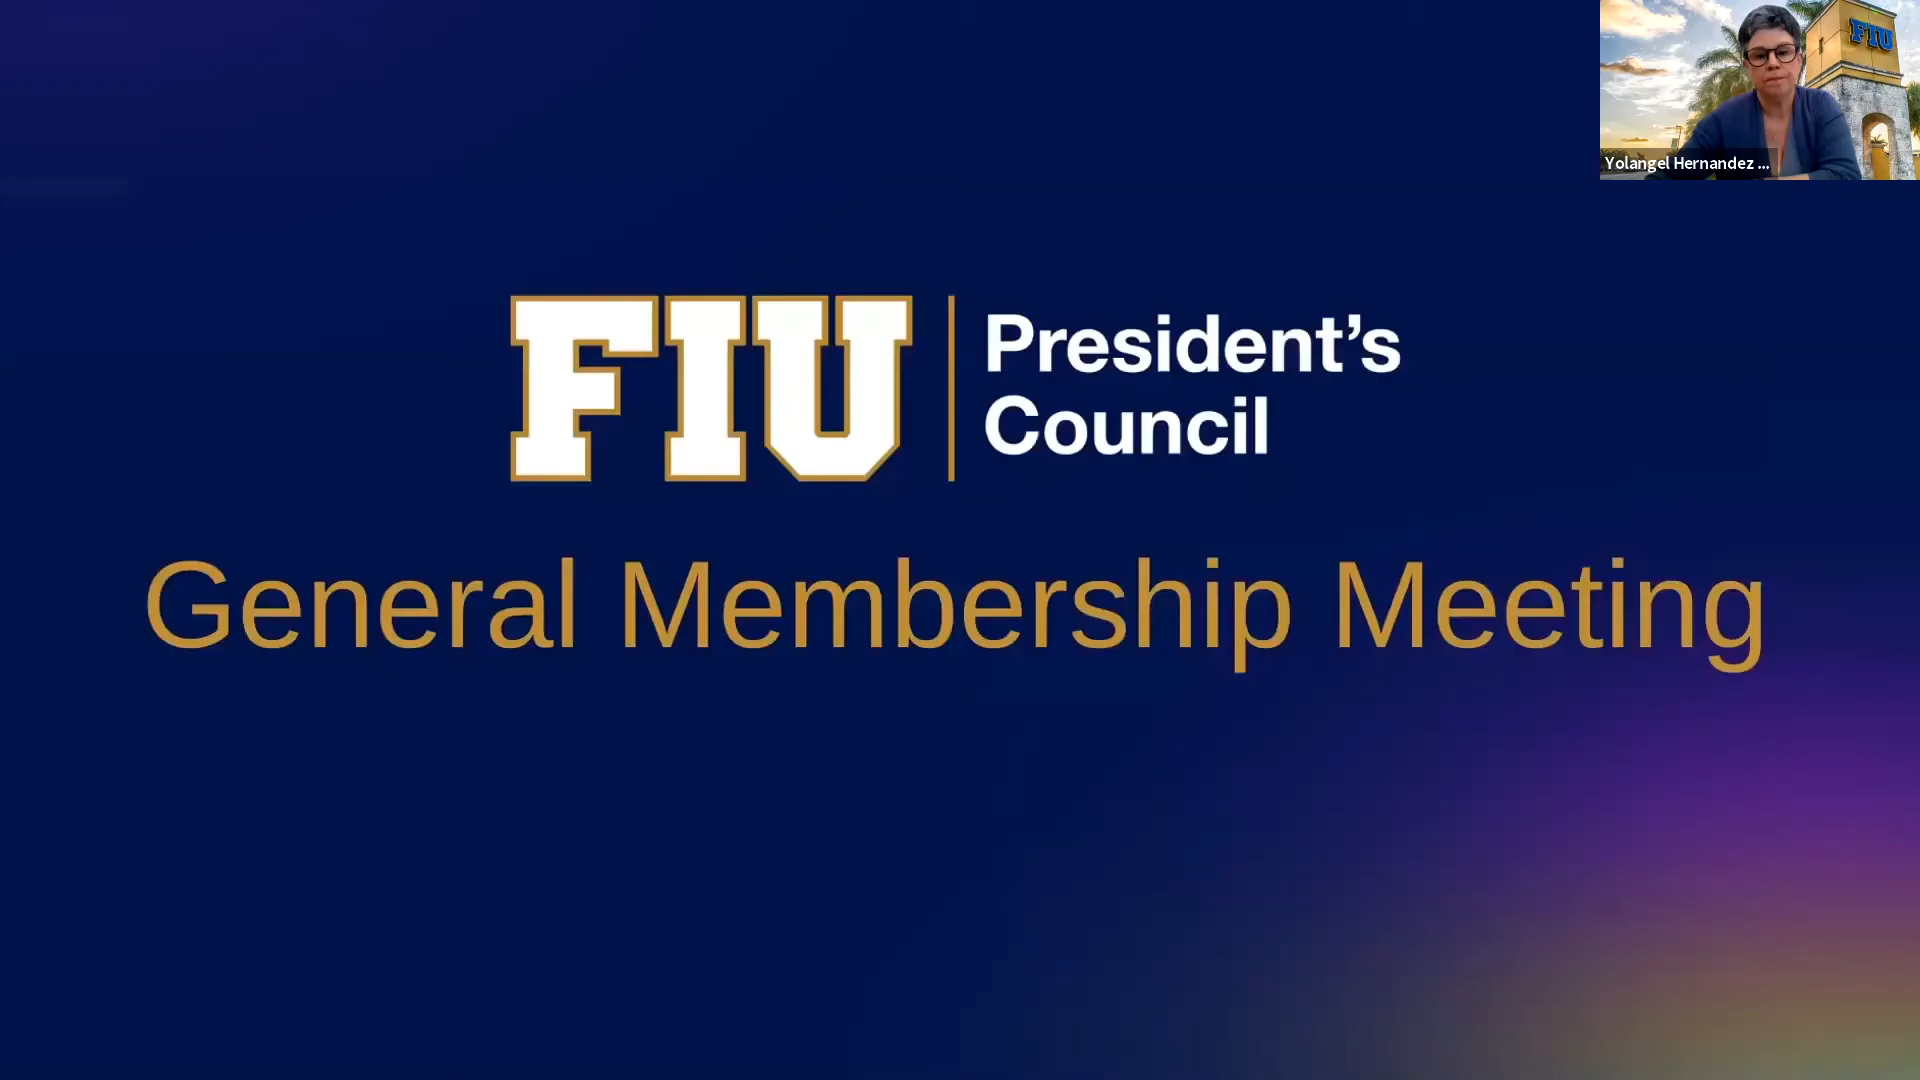 FIU
Yolangel Hernandez ...
FIU
President’s
Council
General Membership Meeting